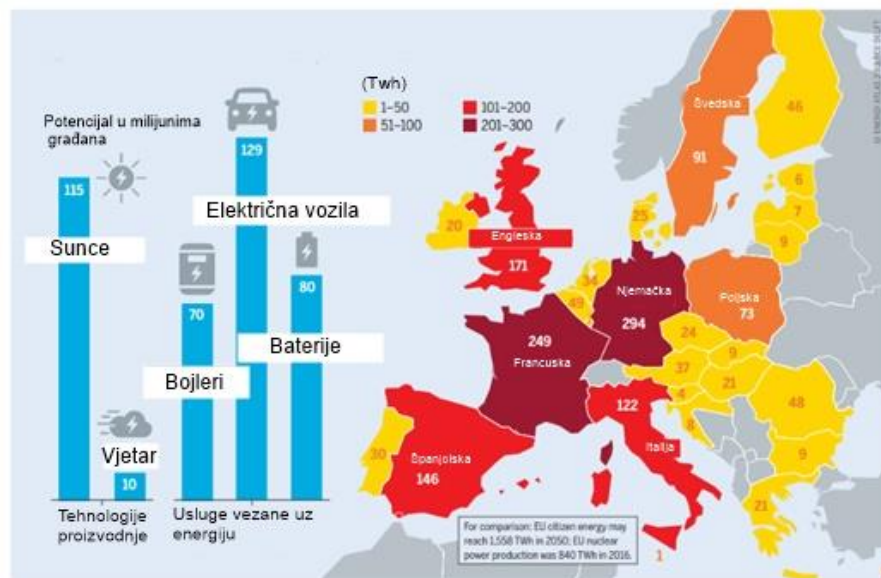 (Twh)
1–50
51–100
101–200
201–300
Potencijal u milijunima
građana
115
Sunce
Vjetar
10
Tehnologije
proizvodnje
129
Električna vozila
70
Bojleri
80
Baterije
Usluge vezane uz
energiju
Švedska
91
46
6
7
9
25
20
Engleska
171
34
49
Njemačka
294
Poljska
73
249
Francuska
24
9
37
21
4
8
48
9
122
Italija
30
Španjolska
146
21
1
For comparison: EU citizen energy may
reach 1,558 TWh in 2050; EU nuclear
power production was 840 TWh in 2016.